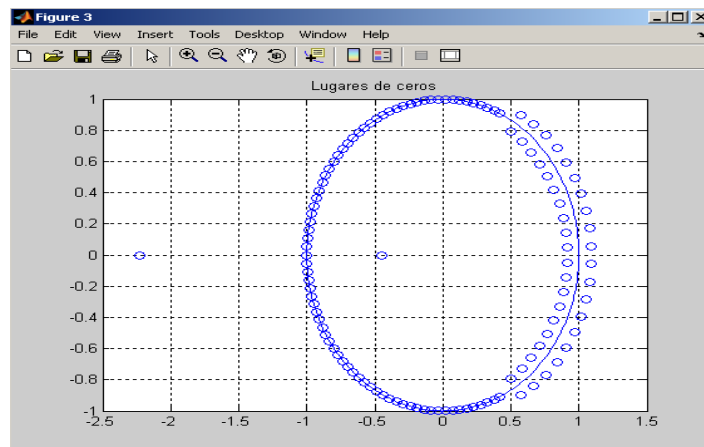 Figure 3
File Edit View Insert Tools Desktop Window Help
Lugares de ceros
1
0.8
0.6
0.4
0.2
0
-0.2
-0.4
-0.6
-0.8
-1
-2.5 -2 -1.5 -1 -0.5 0 0.5 1 1.5